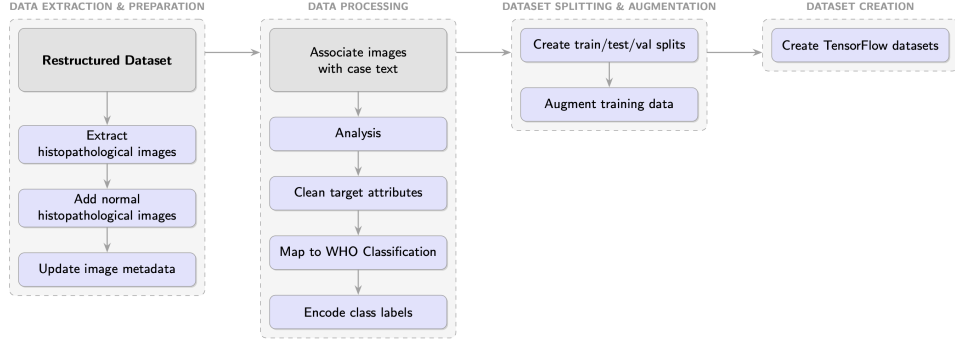 DATA EXTRACTION & PREPARATION
Restructured Dataset
Extract
histopathological images
Add normal
histopathological images
Update image metadata
DATA PROCESSING
Associate images
with case text
Analysis
Clean target attributes
Map to WHO Classification
Encode class labels
DATASET SPLITTING & AUGMENTATION
Create train/test/val splits
Augment training data
DATASET CREATION
Create TensorFlow datasets